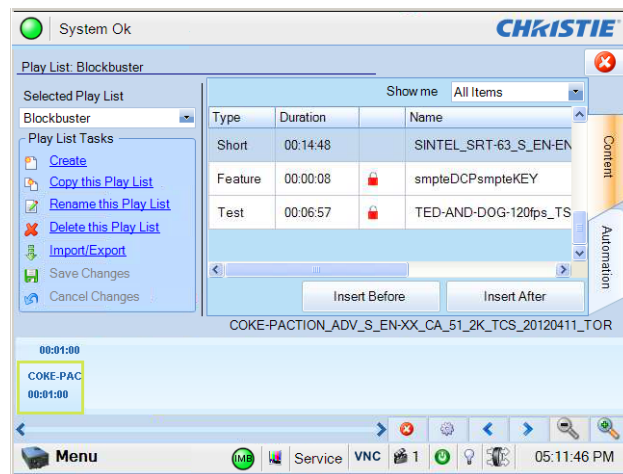 System Ok
CHRISTIE
Play List: Blockbuster
Selected Play List
Blockbuster
Play List Tasks
Create
Copy this Play List
Rename this Play List
Delete this Play List
Import/Export
Save Changes
Cancel Changes
Show me All Items
Type Duration Name
Short 00:14:48 SINTEL_SRT-63_S_EN-EN
Feature 00:00:08 smpteDCPsmpteKEY
Test 00:06:57 TED-AND-DOG-120fps_TS
Insert Before Insert After
Content
Automation
COKE-PACTION_ADV_S_EN-XX_CA_51_2K_TCS_20120411_TOR
00:01:00
COKE-PAC
00:01:00
Menu IMB Service VNC 1 05:11:46 PM